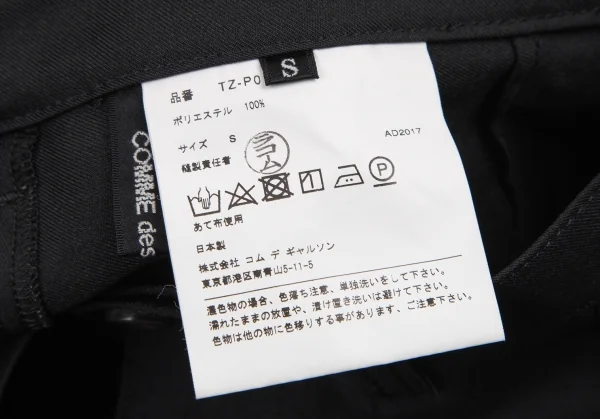 S
品番 TZ-P0
ポリエステル 100%
サイズ S
AD2017
縫製責任者 ラコム
P
あて布使用
日本製
株式会社 コム デ ギャルソン
東京都港区南青山5-11-5
濃色物の場合、色落ち注意、単独洗いをして下さい。
濡れたままの放置や、漬け置き洗いは避けて下さい。
色物は他の物に色移りする事があります、ご注意下さい。
COMME des